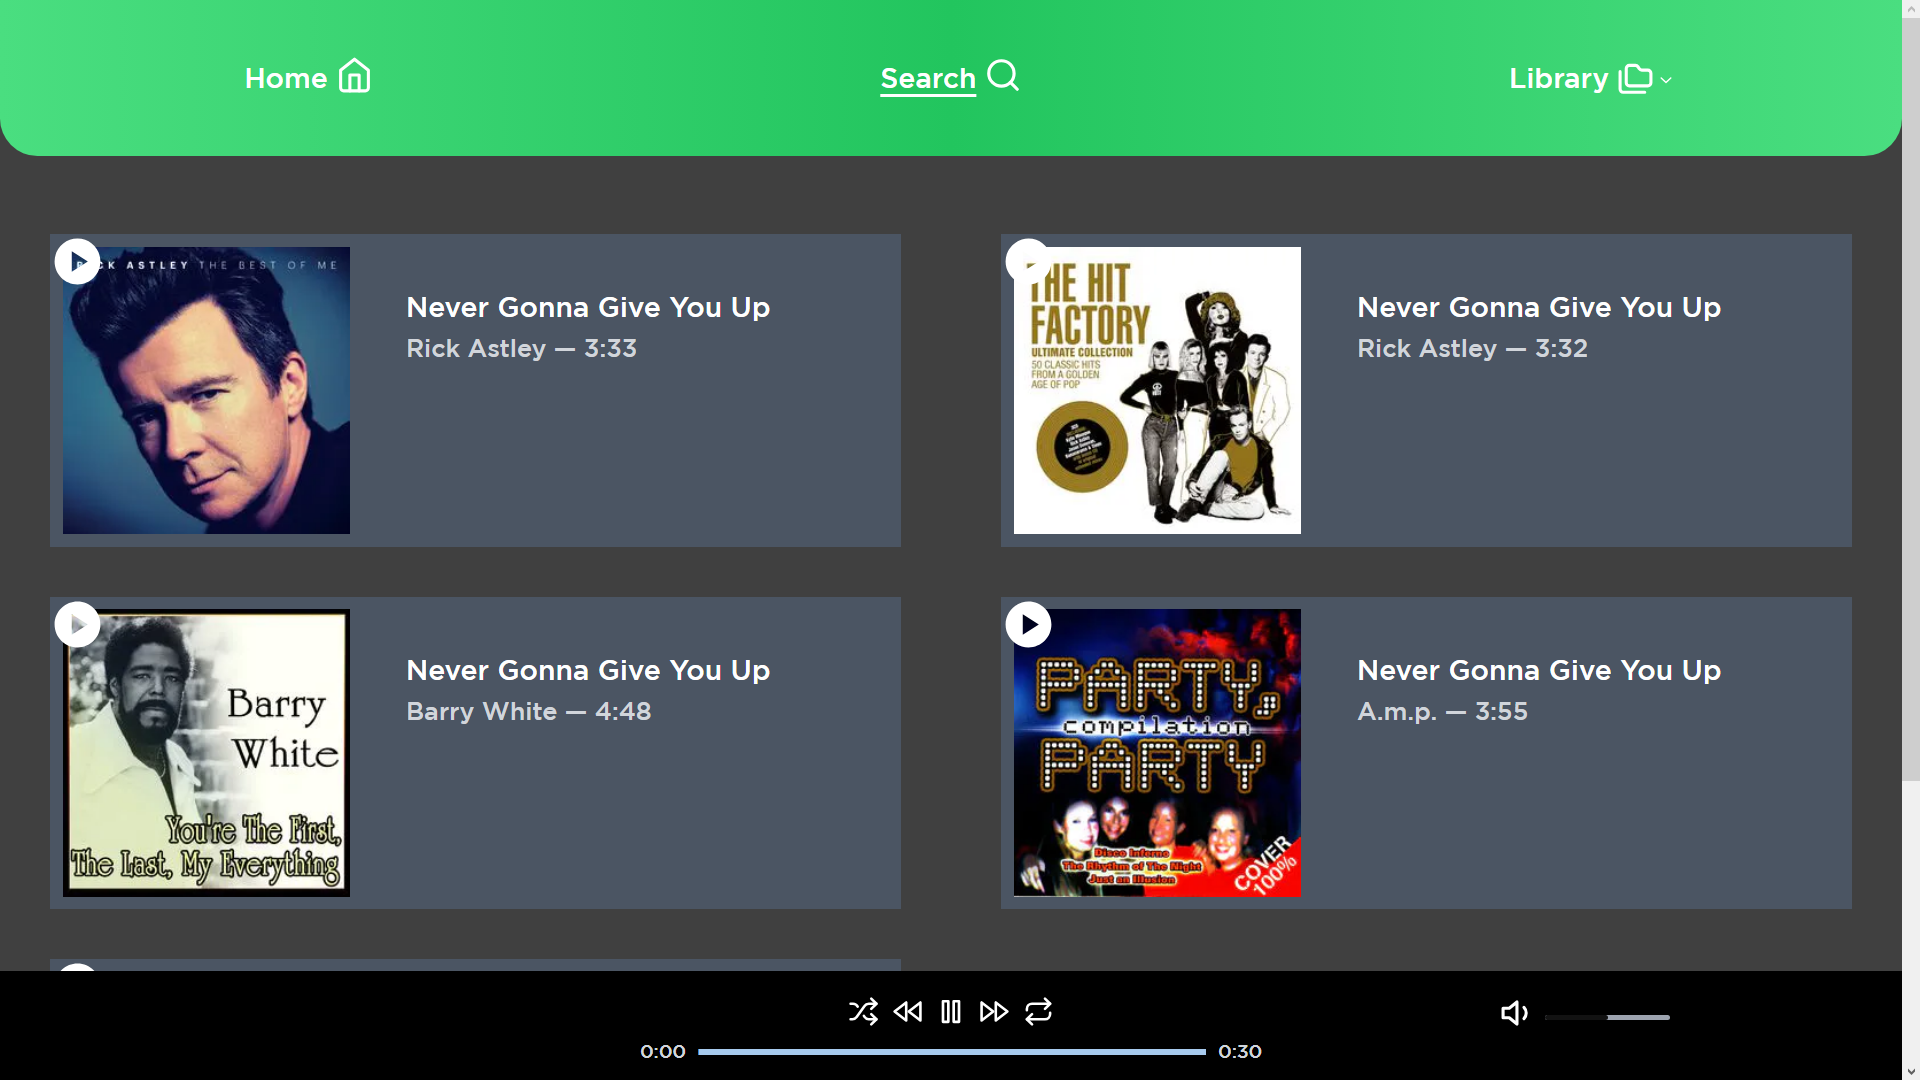 Home
Search
Library
RICK ASTLEY THE BEST OF ME
Never Gonna Give You Up
Rick Astley — 3:33
THE HIT
FACTORY
ULTIMATE COLLECTION
50 CLASSIC HITS
FROM A GOLDEN
AGE OF POP
Never Gonna Give You Up
Rick Astley — 3:32
Barry
White
You're The First,
The Last, My Everything
Never Gonna Give You Up
Barry White — 4:48
PARTY,
compilation
PARTY
Disco Inferno
The Rhythm of The Night
Just an Illusion
COVER
100%
Never Gonna Give You Up
A.m.p. — 3:55
0:00
0:30